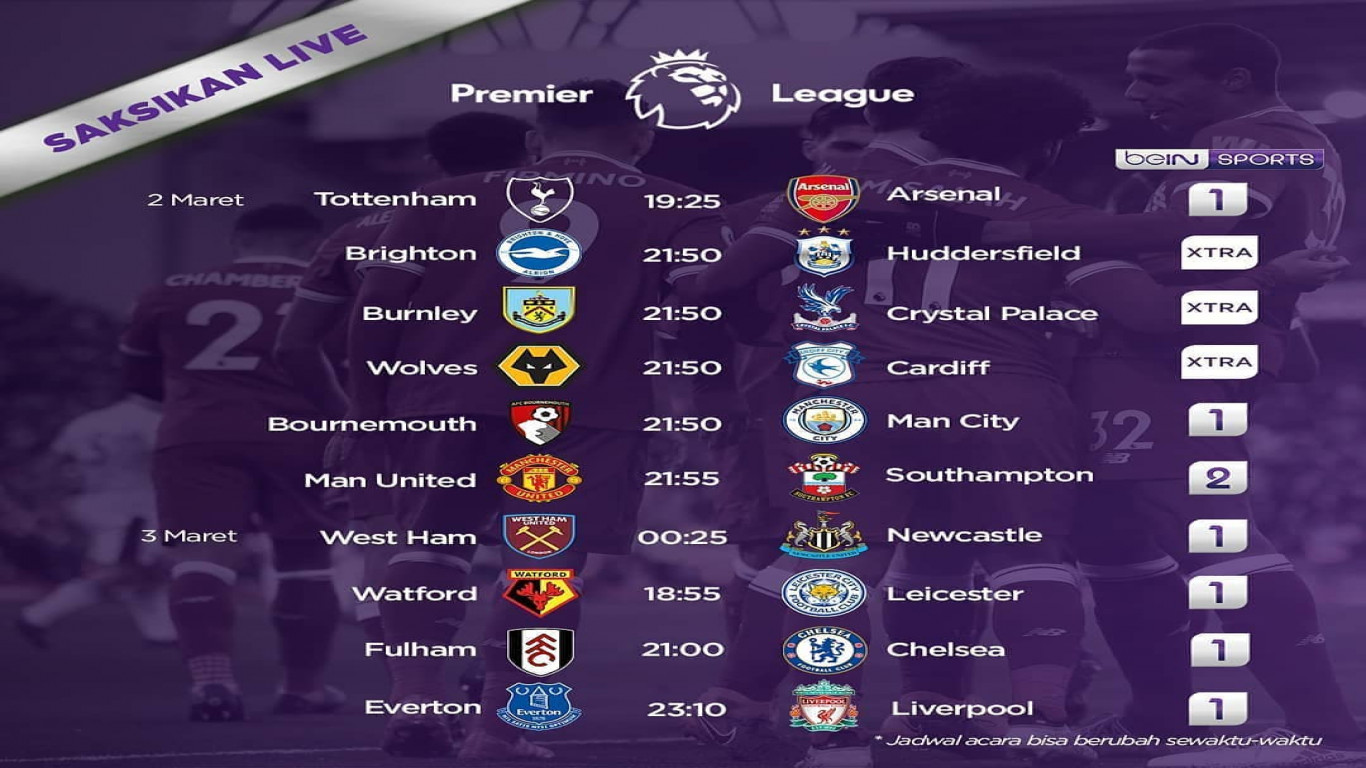 SAKSIKAN LIVE
Premier League
beIN SPORTS
2 Maret Tottenham 19:25 Arsenal 1
Brighton 21:50 Huddersfield XTRA
Burnley 21:50 Crystal Palace XTRA
Wolves 21:50 Cardiff XTRA
Bournemouth 21:50 Man City 1
Man United 21:55 Southampton 2
3 Maret West Ham 00:25 Newcastle 1
Watford 18:55 Leicester 1
Fulham 21:00 Chelsea 1
Everton 23:10 Liverpool 1
* Jadwal acara bisa berubah sewaktu-waktu